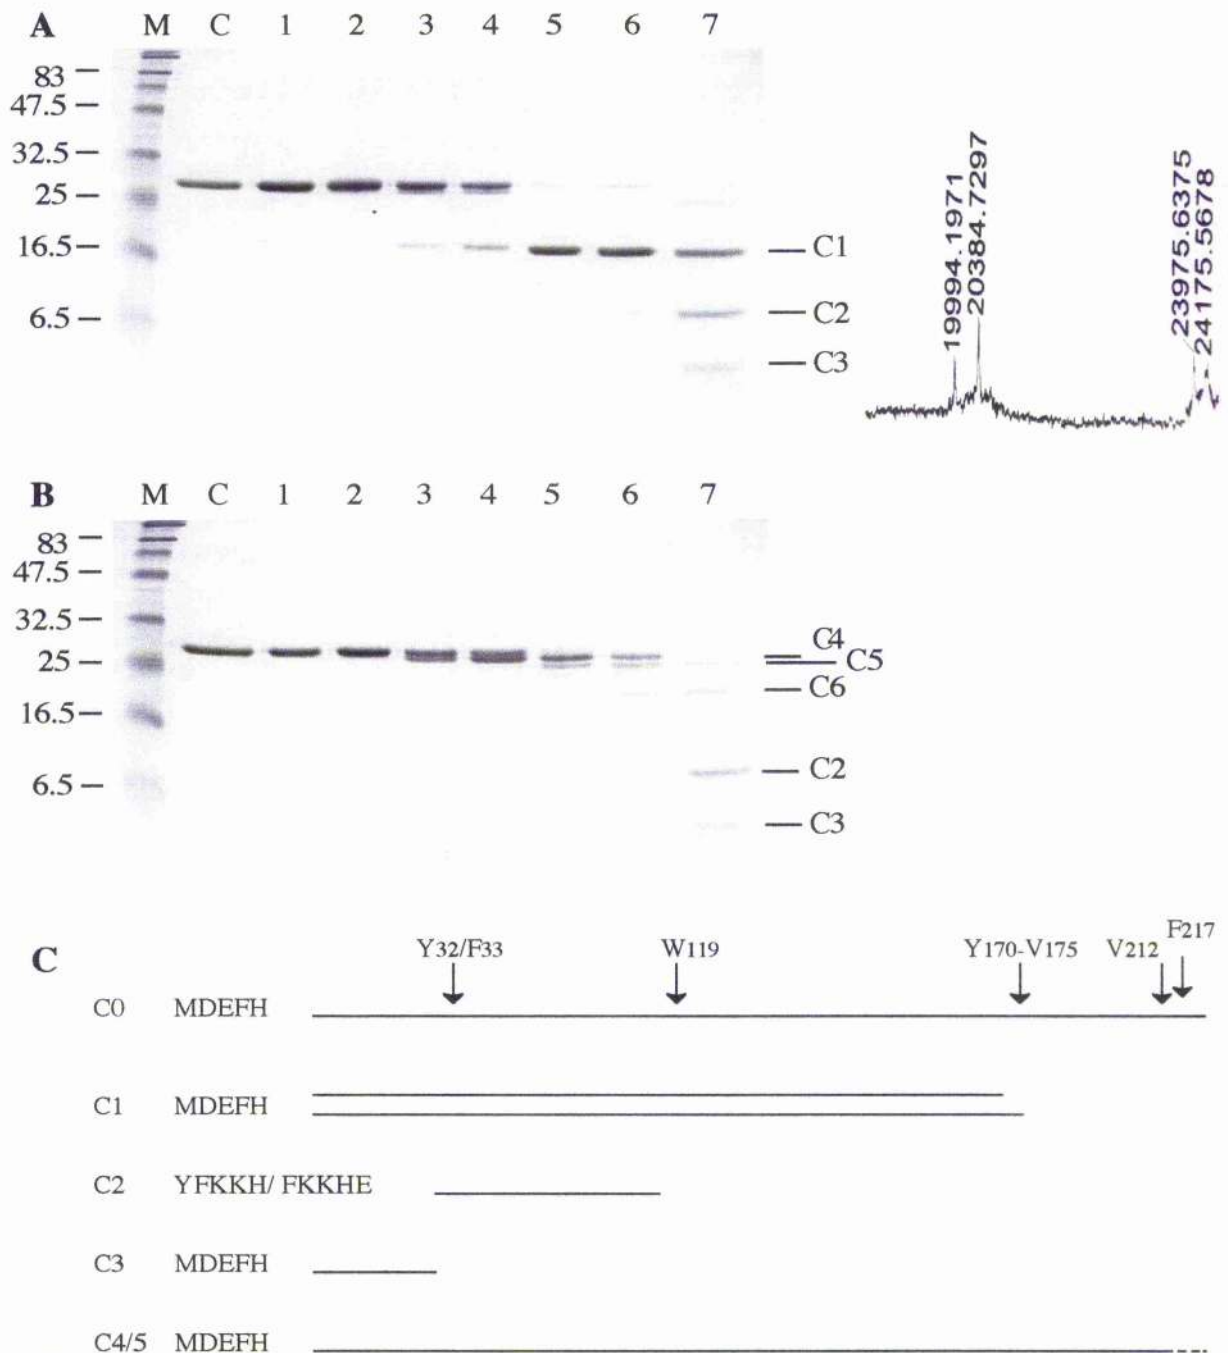 A M C 1 2 3 4 5 6 7
83
47.5
32.5
25
16.5
6.5
C1
C2
C3
19994.1971
20384.7297
23975.6375
24175.5678
B M C 1 2 3 4 5 6 7
83
47.5
32.5
25
16.5
6.5
C4
C5
C6
C2
C3
C
Y32/F33 W119 Y170-V175 V212 F217
C0 MDEFH
C1 MDEFH
C2 YFKKH/ FKKHE
C3 MDEFH
C4/5 MDEFH